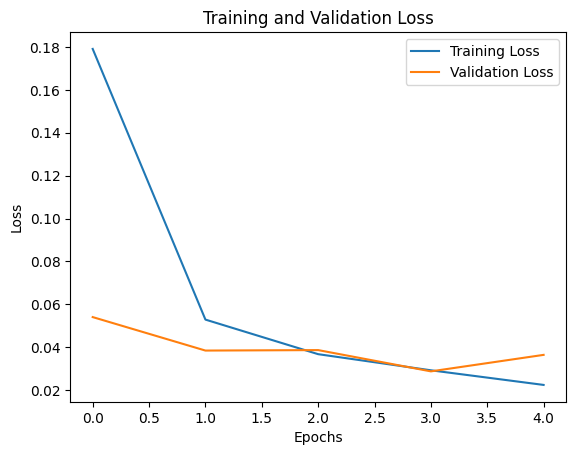 Training and Validation Loss
Training Loss
Validation Loss
0.18
0.16
0.14
0.12
0.10
0.08
0.06
0.04
0.02
Loss
0.0 0.5 1.0 1.5 2.0 2.5 3.0 3.5 4.0
Epochs